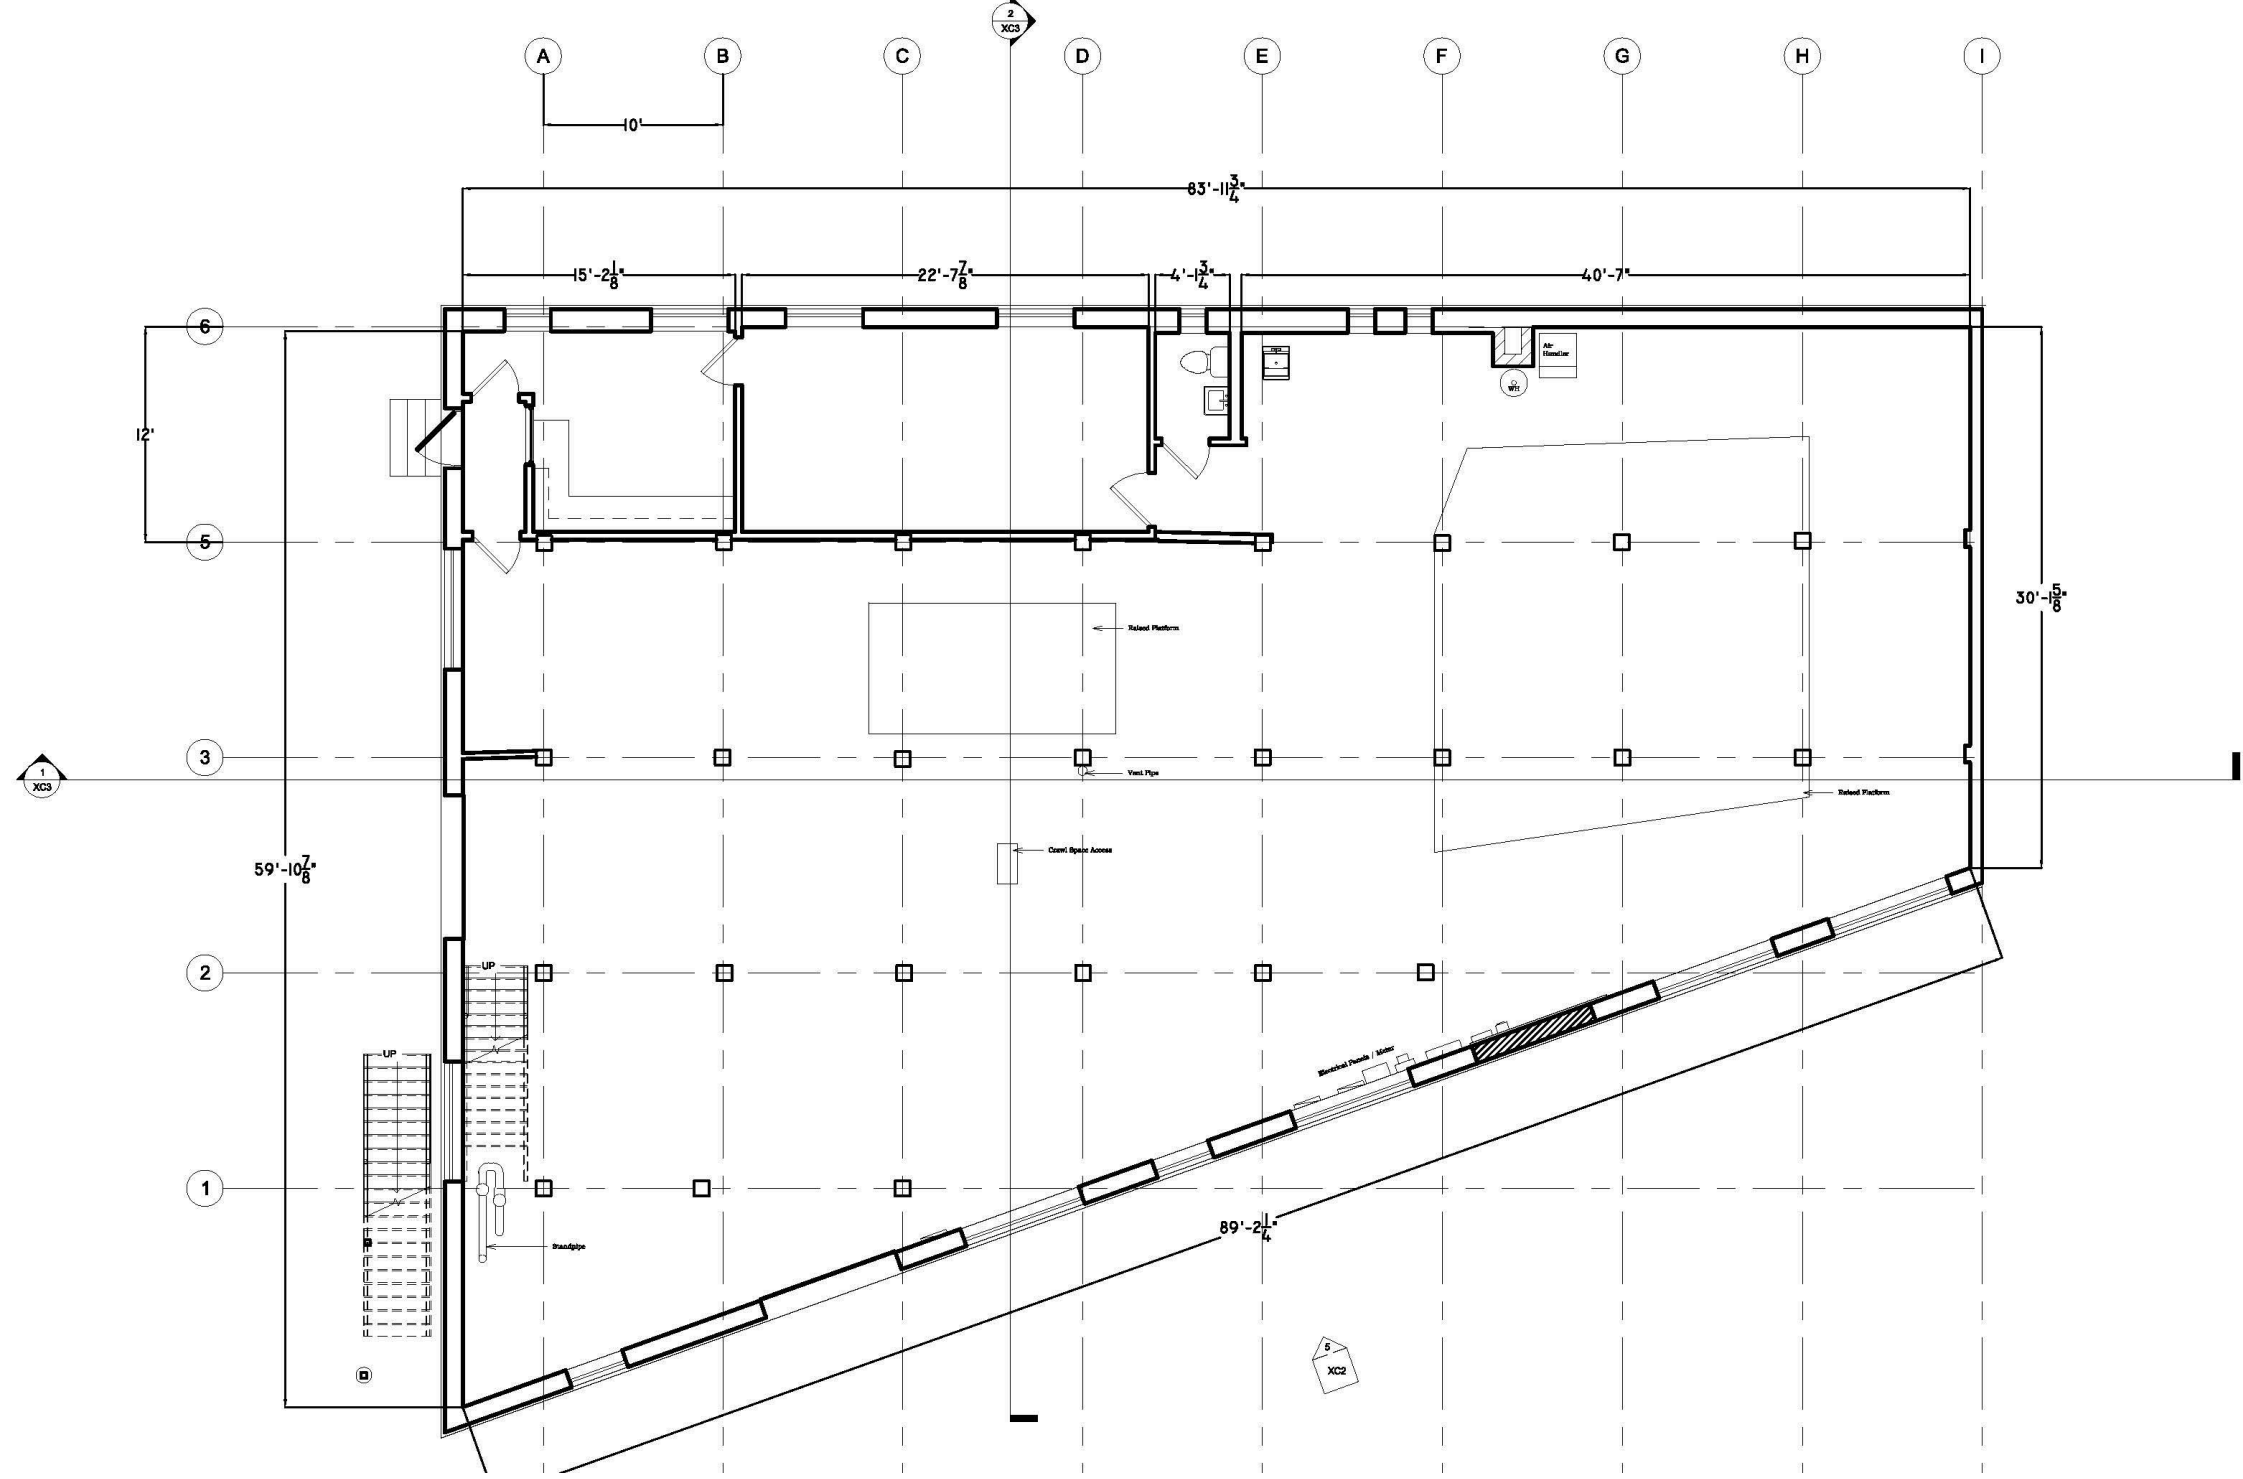 2
XC3
A
B
C
D
E
F
G
H
I
10'
83'-11 3/4"
15'-2 1/8"
22'-7 7/8"
4'-1 3/4"
40'-7"
6
Air
Handler
WH
12'
5
30'-1 5/8"
Raised Platform
3
1
XC3
Vent Pipe
Raised Platform
Crawl Space Access
59'-10 7/8"
2
UP
UP
Electrical Panels / Meter
1
89'-2 1/4"
Standpipe
5
XC2